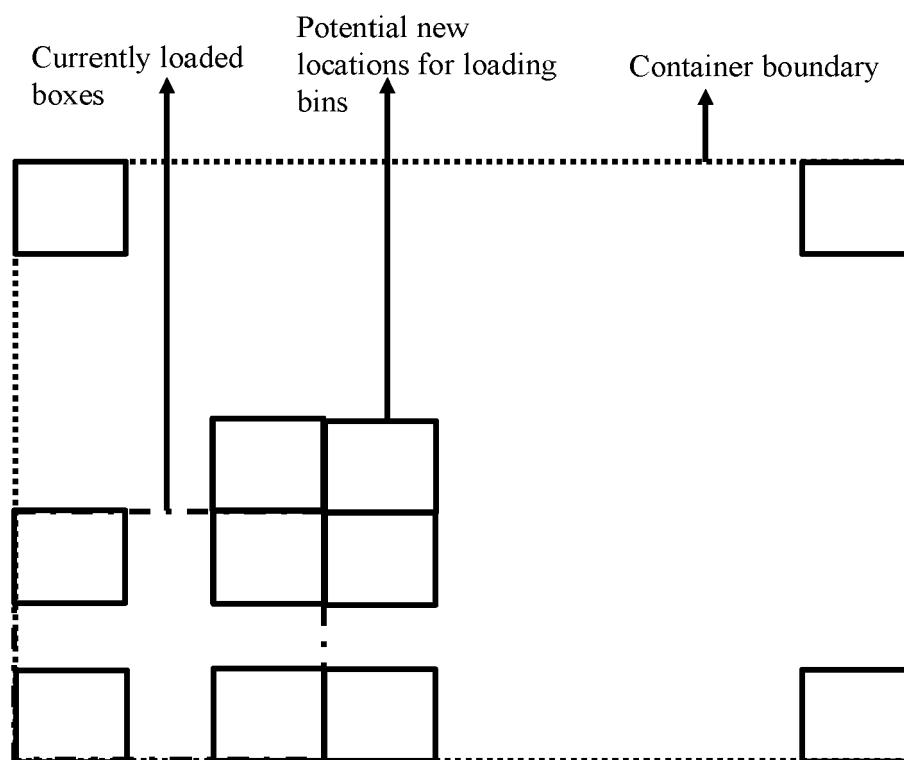 Currently loaded
boxes
Potential new
locations for loading
bins
Container boundary